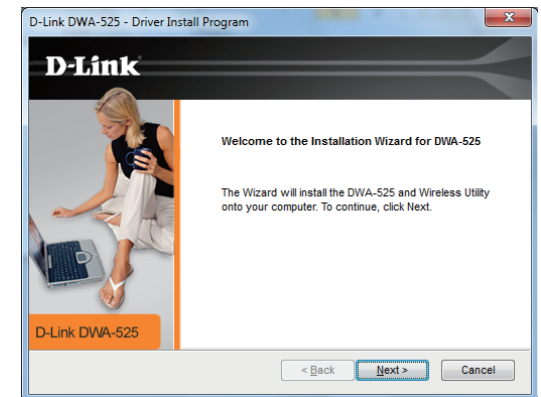 D-Link DWA-525 - Driver Install Program
D-Link
Welcome to the Installation Wizard for DWA-525
The Wizard will install the DWA-525 and Wireless Utility
onto your computer. To continue, click Next.
D-Link DWA-525
< Back Next > Cancel